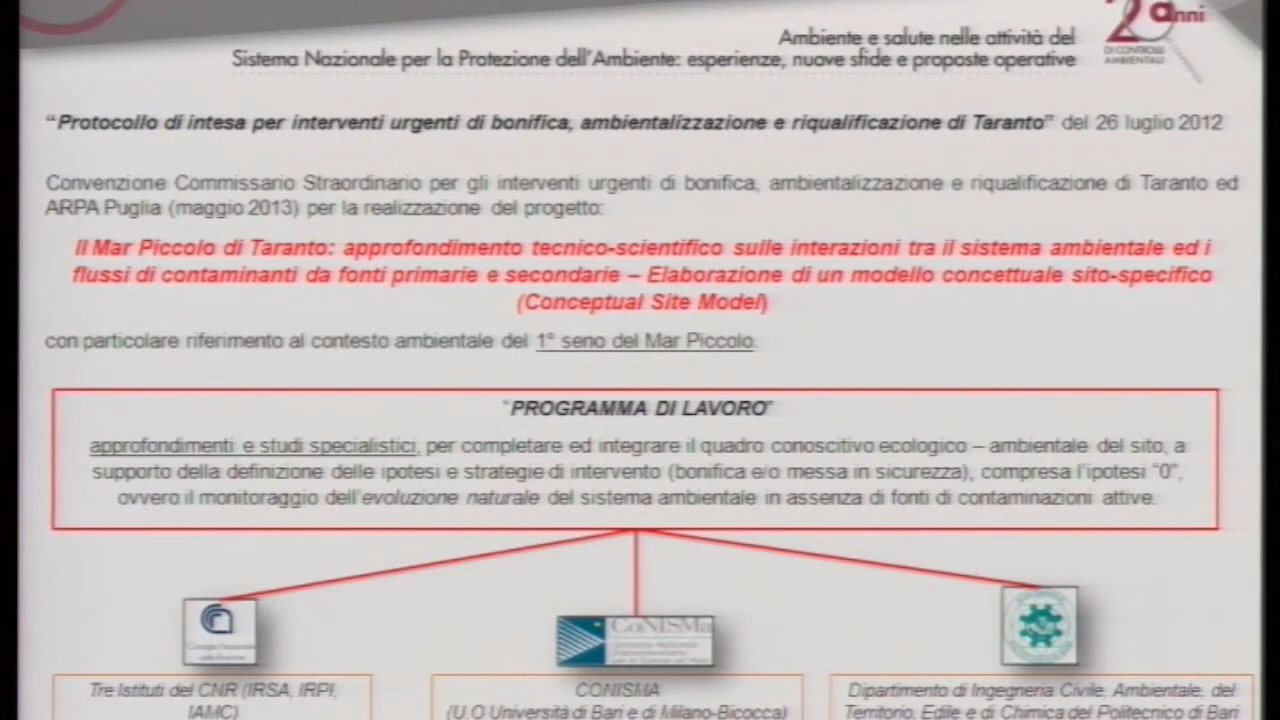 20anni
DI CONTROLLI
AMBIENTALI
Ambiente e salute nelle attività del
Sistema Nazionale per la Protezione dell'Ambiente: esperienze, nuove sfide e proposte operative
"Protocollo di intesa per interventi urgenti di bonifica, ambientalizzazione e riqualificazione di Taranto" del 26 luglio 2012
Convenzione Commissario Straordinario per gli interventi urgenti di bonifica, ambientalizzazione e riqualificazione di Taranto ed
ARPA Puglia (maggio 2013) per la realizzazione del progetto:
Il Mar Piccolo di Taranto: approfondimento tecnico-scientifico sulle interazioni tra il sistema ambientale ed i
flussi di contaminanti da fonti primarie e secondarie – Elaborazione di un modello concettuale sito-specifico
(Conceptual Site Model)
con particolare riferimento al contesto ambientale del 1° seno del Mar Piccolo.
"PROGRAMMA DI LAVORO"
approfondimenti e studi specialistici, per completare ed integrare il quadro conoscitivo ecologico – ambientale del sito, a
supporto della definizione delle ipotesi e strategie di intervento (bonifica e/o messa in sicurezza), compresa l'ipotesi "0",
ovvero il monitoraggio dell'evoluzione naturale del sistema ambientale in assenza di fonti di contaminazioni attive.
Consiglio Nazionale
delle Ricerche
CoNISMa
Tre Istituti del CNR (IRSA, IRPI,
IAMC)
CONISMA
(U.O Università di Bari e di Milano-Bicocca)
Dipartimento di Ingegneria Civile, Ambientale, del
Territorio, Edile e di Chimica del Politecnico di Bari